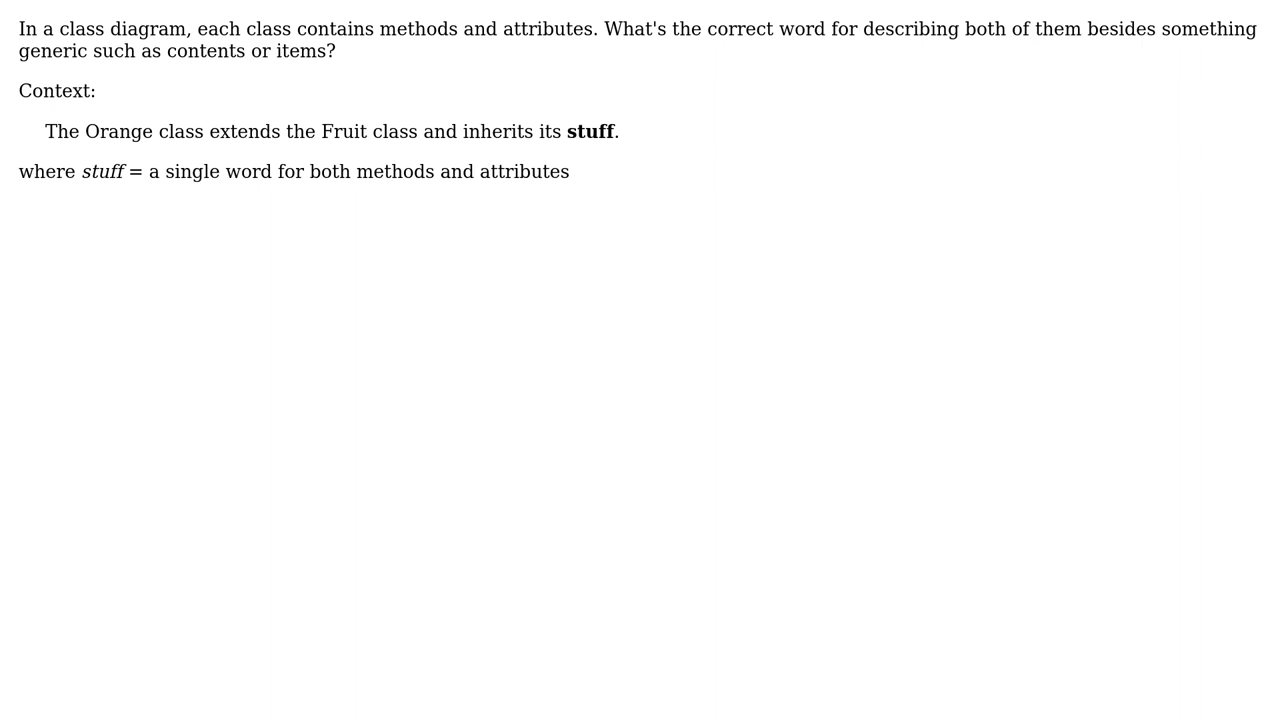 In a class diagram, each class contains methods and attributes. What's the correct word for describing both of them besides something
generic such as contents or items?
Context:
The Orange class extends the Fruit class and inherits its stuff.
where stuff = a single word for both methods and attributes